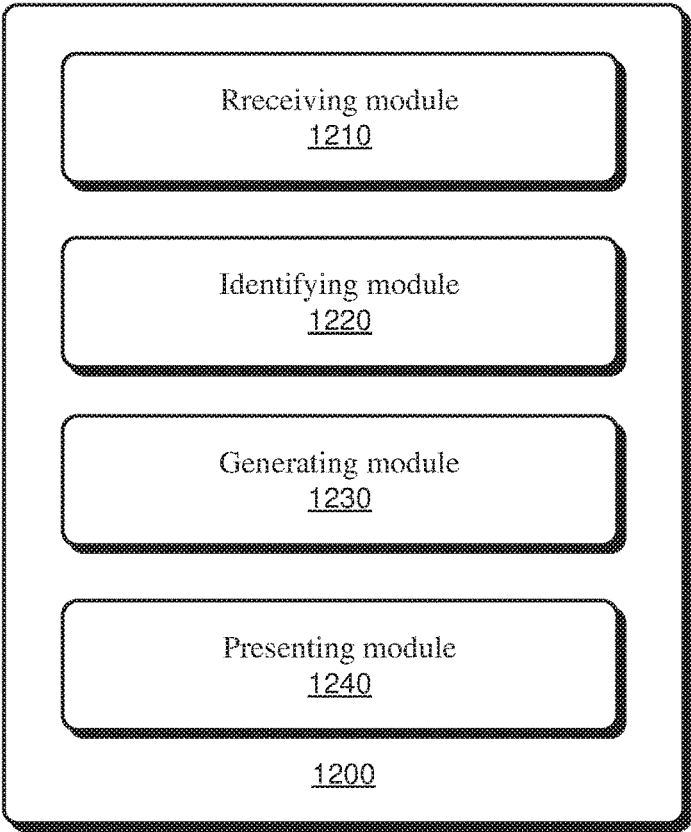 Rreceiving module
1210
Identifying module
1220
Generating module
1230
Presenting module
1240
1200